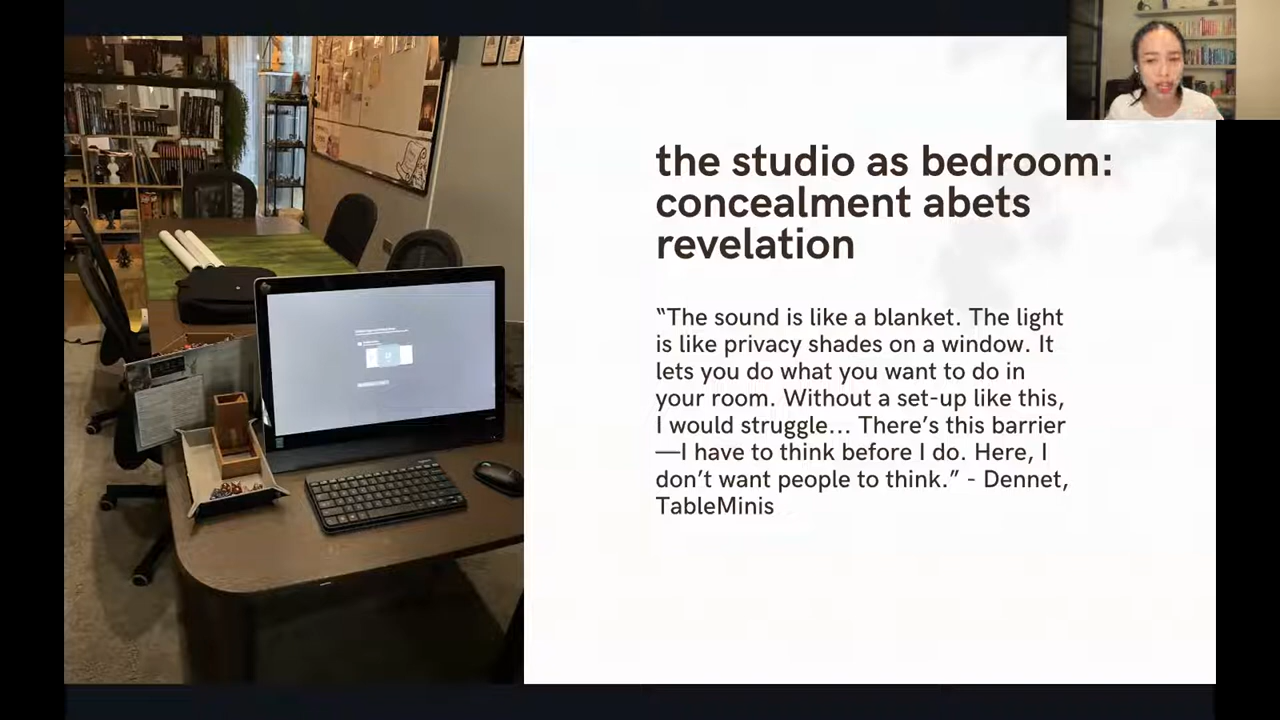 the studio as bedroom:
concealment abets
revelation
“The sound is like a blanket. The light
is like privacy shades on a window. It
lets you do what you want to do in
your room. Without a set-up like this,
I would struggle... There’s this barrier
—I have to think before I do. Here, I
don’t want people to think.” - Dennet,
TableMinis